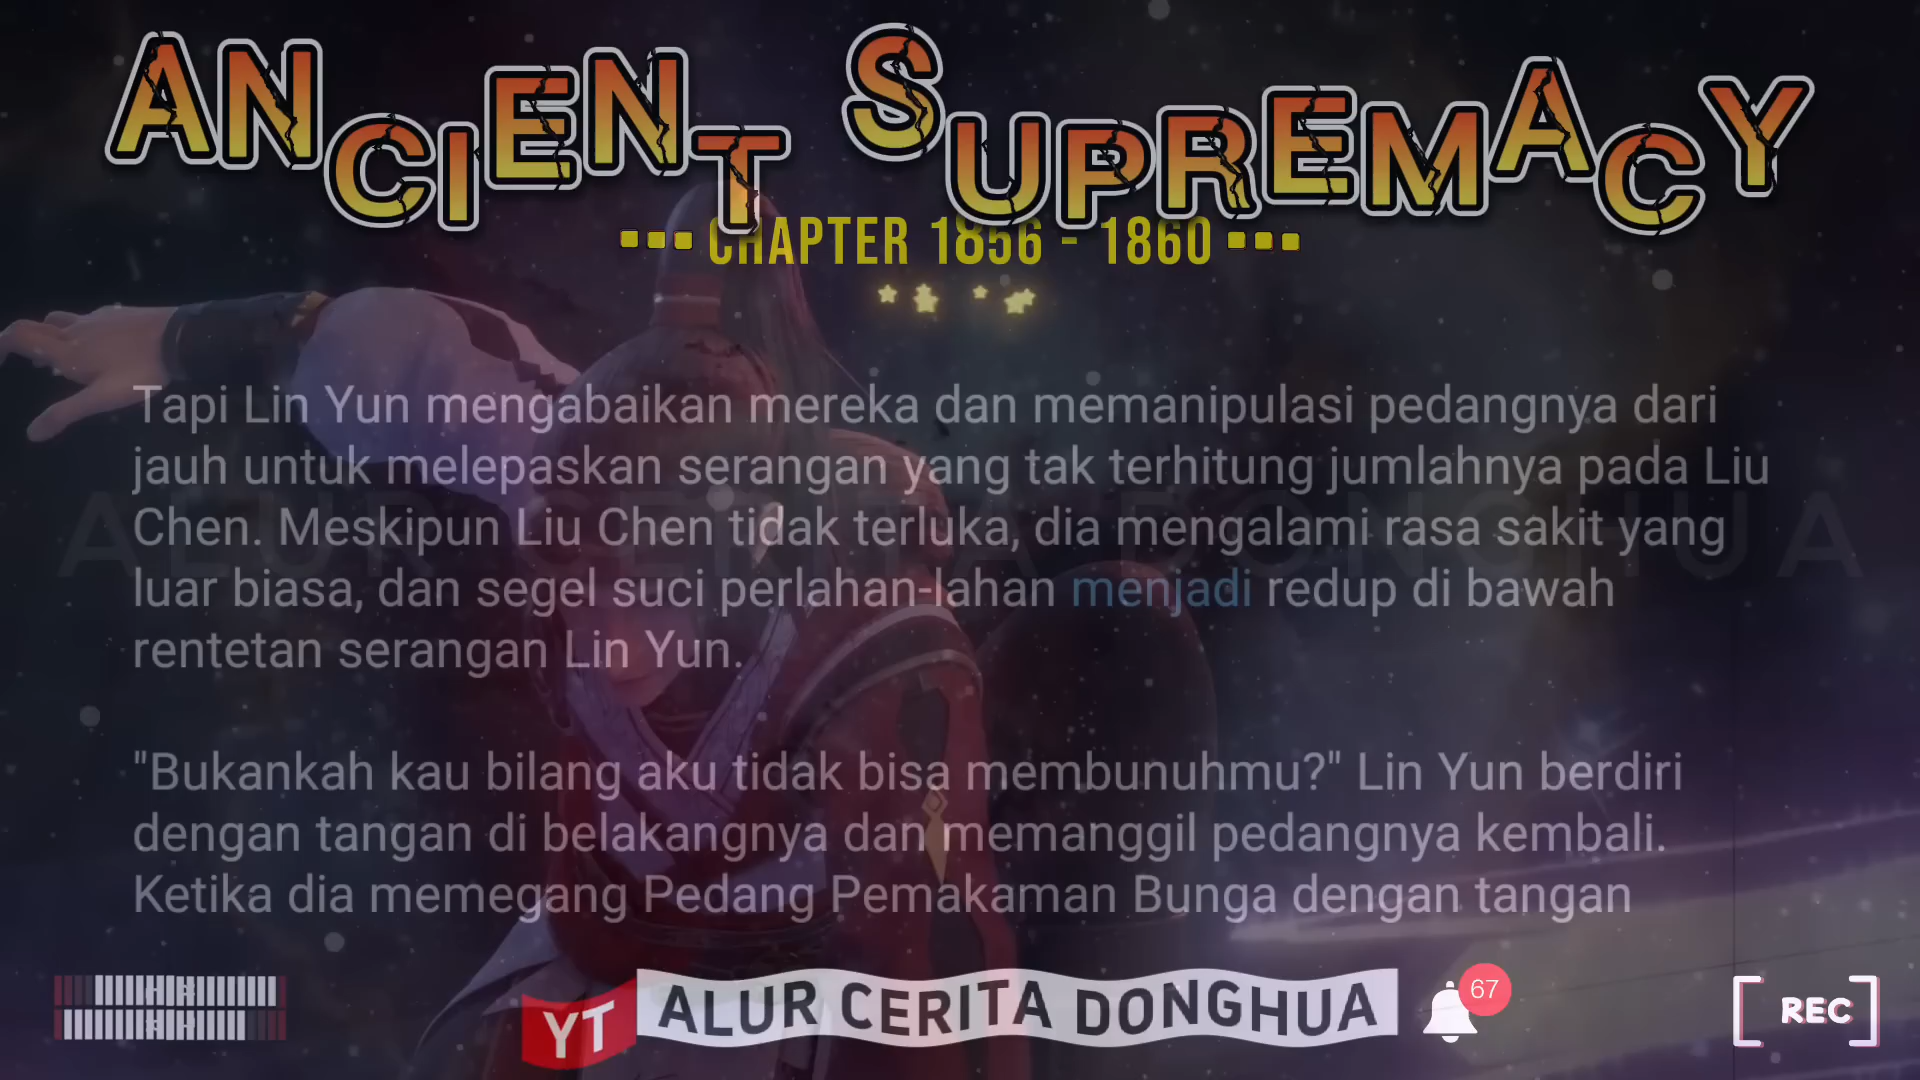 ANCIENT SUPREMACY
CHAPTER 1856 - 1860
Tapi Lin Yun mengabaikan mereka dan memanipulasi pedangnya dari
jauh untuk melepaskan serangan yang tak terhitung jumlahnya pada Liu
Chen. Meskipun Liu Chen tidak terluka, dia mengalami rasa sakit yang
luar biasa, dan segel suci perlahan-lahan menjadi redup di bawah
rentetan serangan Lin Yun.
ALUR CERITA DONGHUA
"Bukankah kau bilang aku tidak bisa membunuhmu?" Lin Yun berdiri
dengan tangan di belakangnya dan memanggil pedangnya kembali.
Ketika dia memegang Pedang Pemakaman Bunga dengan tangan
YT ALUR CERITA DONGHUA
67
REC